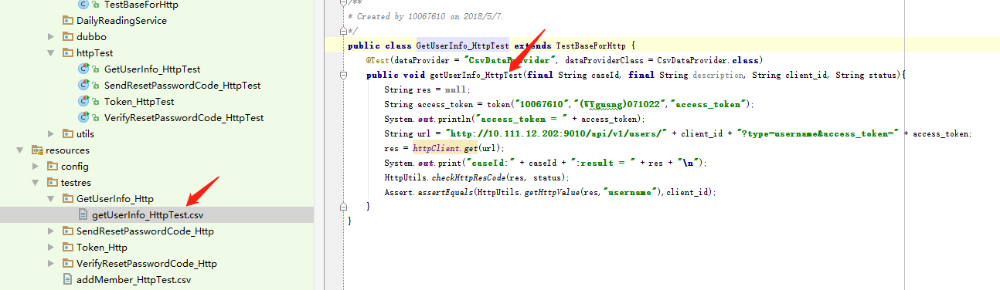 TestBaseForHttp
DailyReadingService
dubbo
httpTest
GetUserInfo_HttpTest
SendResetPasswordCode_HttpTest
Token_HttpTest
VerifyResetPasswordCode_HttpTest
utils
resources
config
testres
GetUserInfo_Http
getUserInfo_HttpTest.csv
SendResetPasswordCode_Http
Token_Http
VerifyResetPasswordCode_Http
addMember_HttpTest.csv
/**
* Created by 10067610 on 2018/5/7.
*/
public class GetUserInfo_HttpTest extends TestBaseForHttp {
@Test(dataProvider = "CsvDataProvider", dataProviderClass = CsvDataProvider.class)
public void getUserInfo_HttpTest(final String caseId, final String description, String client_id, String status){
String res = null;
String access_token = token("10067610","(WYguang)071022","access_token");
System.out.println("access_token = " + access_token);
String url = "http://10.111.12.202:9010/api/v1/users/" + client_id + "?type=username&access_token=" + access_token;
res = httpClient.get(url);
System.out.print("caseId:" + caseId + ":result = " + res + "\n");
HttpUtils.checkHttpResCode(res, status);
Assert.assertEquals(HttpUtils.getHttpValue(res,"username"),client_id);
}
}